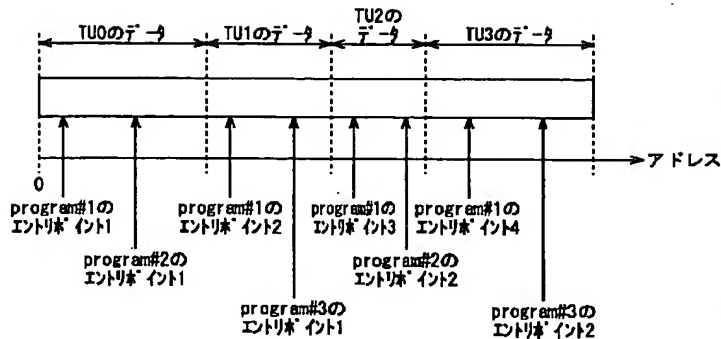 TU0のデータ
TU1のデータ
TU2の
データ
TU3のデータ
アドレス
0
program#1の
エントリポイント1
program#1の
エントリポイント2
program#1の
エントリポイント3
program#1の
エントリポイント4
program#2の
エントリポイント1
program#2の
エントリポイント2
program#3の
エントリポイント1
program#3の
エントリポイント2